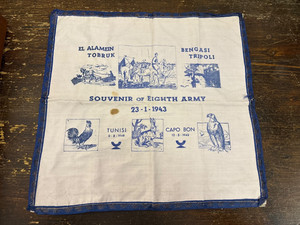 EL ALAMEIN
TOBRUK
BENGASI
TRIPOLI
SOUVENIR OF EIGHTH ARMY
23-1-1943
TUNISI
CAPO BON